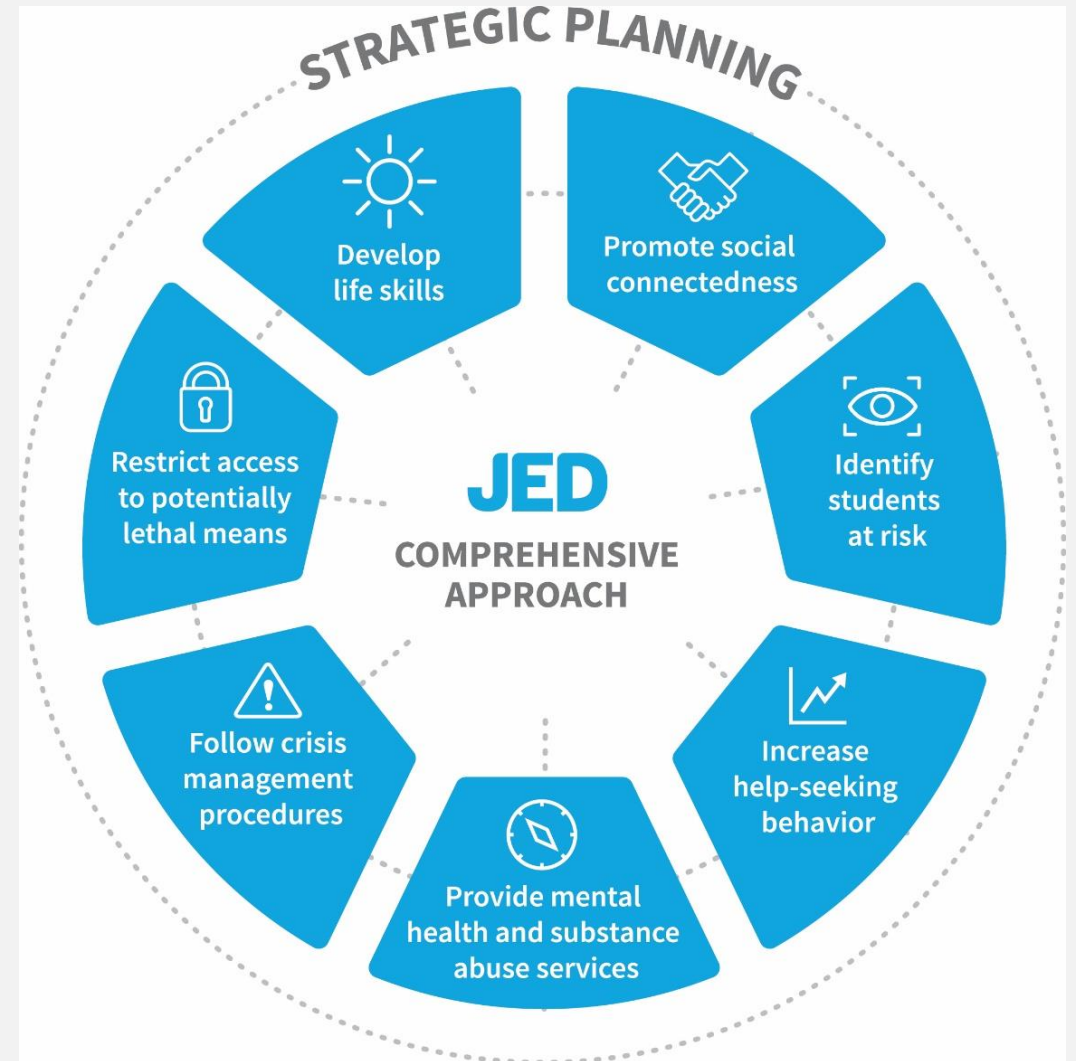 STRATEGIC PLANNING
Develop
life skills
Promote social
connectedness
Restrict access
to potentially
lethal means
Identify
students
at risk
JED
COMPREHENSIVE
APPROACH
Follow crisis
management
procedures
Increase
help-seeking
behavior
Provide mental
health and substance
abuse services